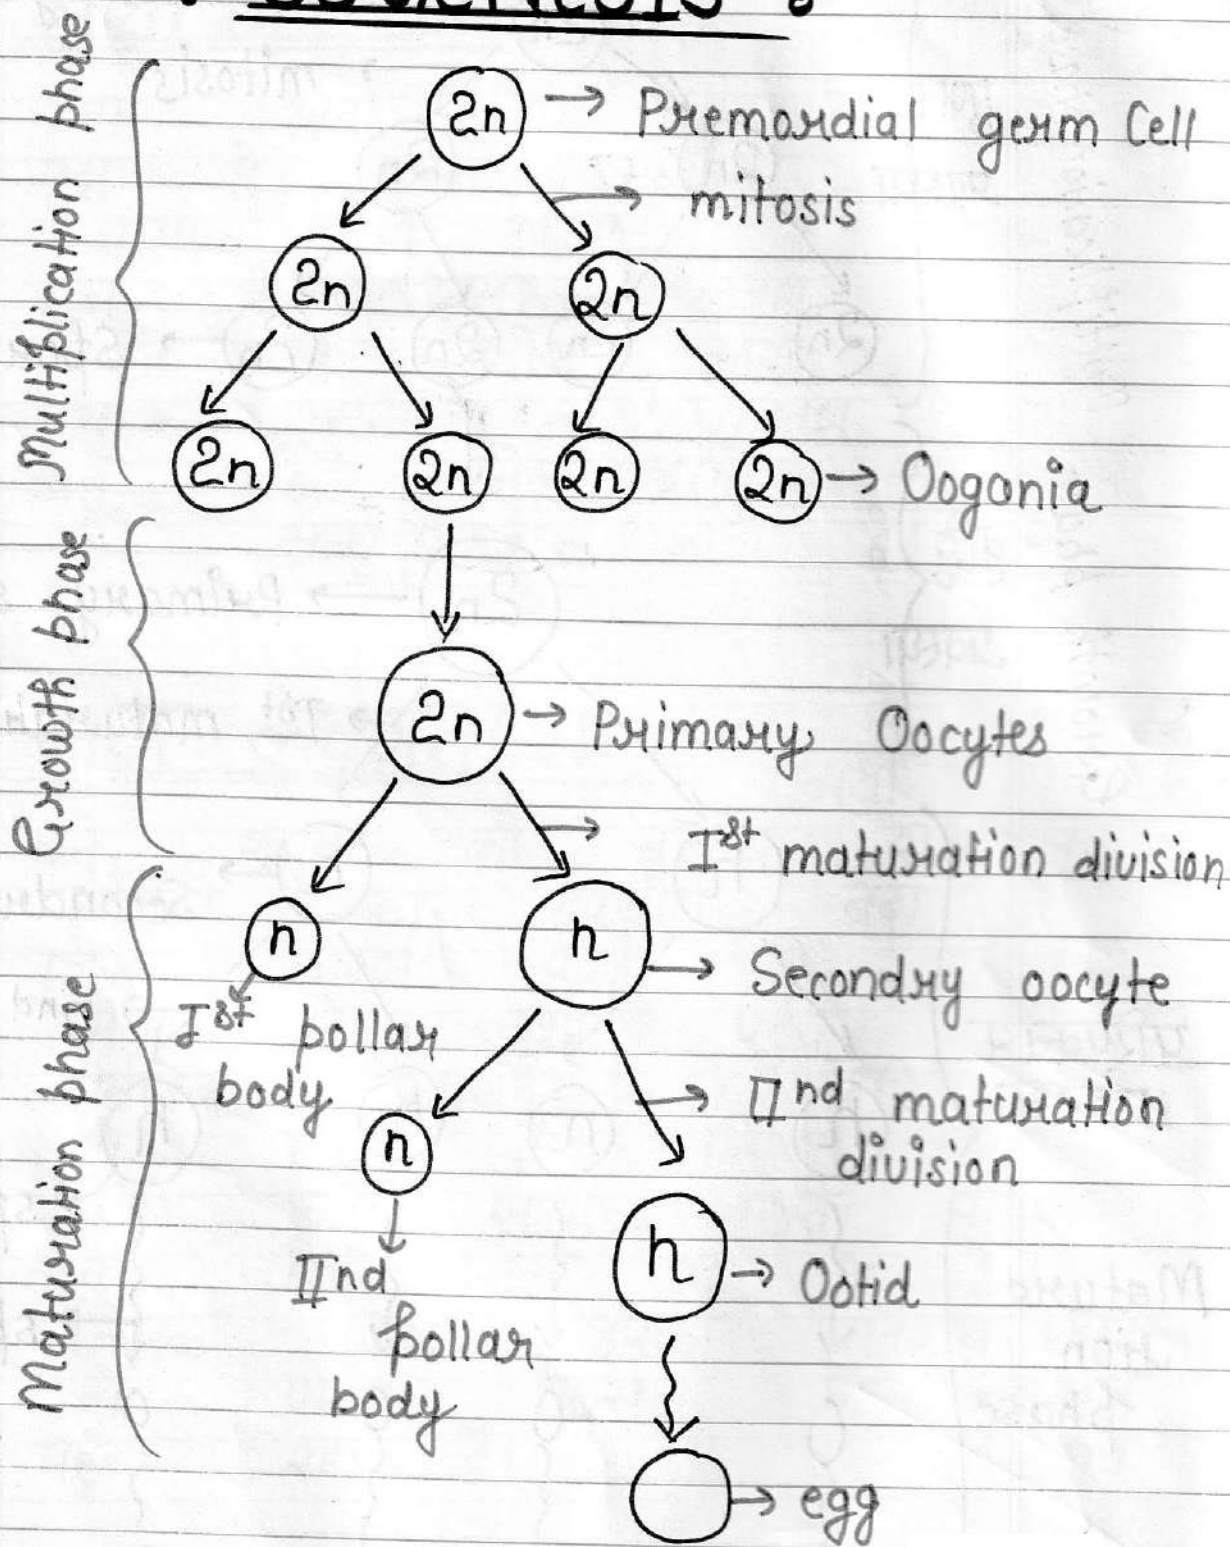 Multiplication phase
2n → Premordial germ Cell
→ mitosis
2n 2n
2n 2n 2n 2n → Oogonia
Growth phase
2n → Primary Oocytes
→ Ist maturation division
Maturation phase
n n
→ Secondry oocyte
Ist pollar
body
→ IInd maturation
division
n
n → Ootid
IInd
pollar
body
→ egg